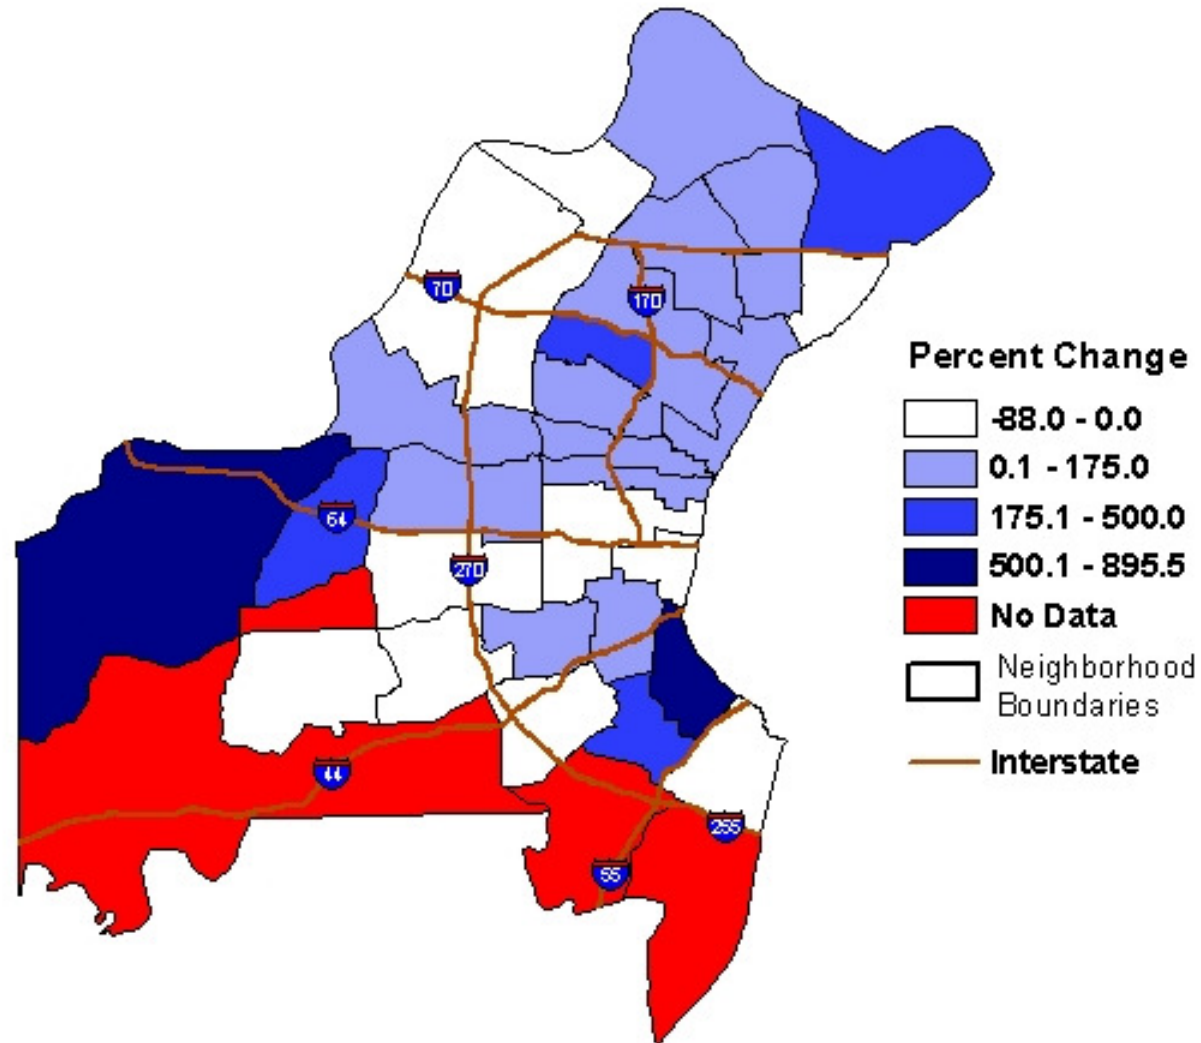 70
170
64
270
44
255
55
Percent Change
-88.0 - 0.0
0.1 - 175.0
175.1 - 500.0
500.1 - 895.5
No Data
Neighborhood
Boundaries
Interstate